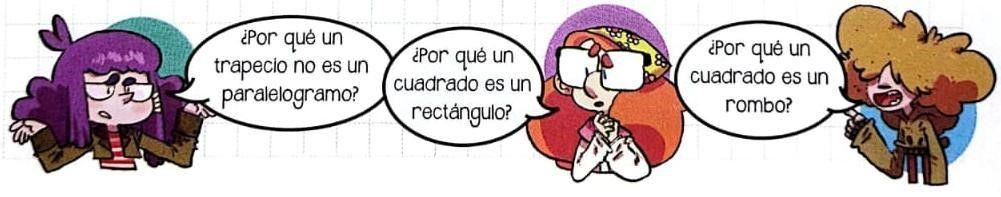 ¿Por qué un
trapecio no es un
paralelogramo?
¿Por qué un
cuadrado es un
rectángulo?
¿Por qué un
cuadrado es un
rombo?